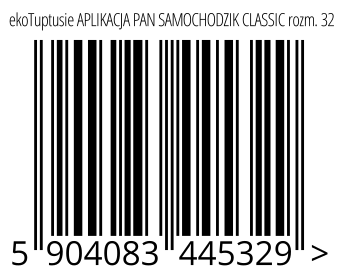 ekoTuptusie APLIKACJA PAN SAMOCHODZIK CLASSIC rozm. 32
5 904083 445329 >